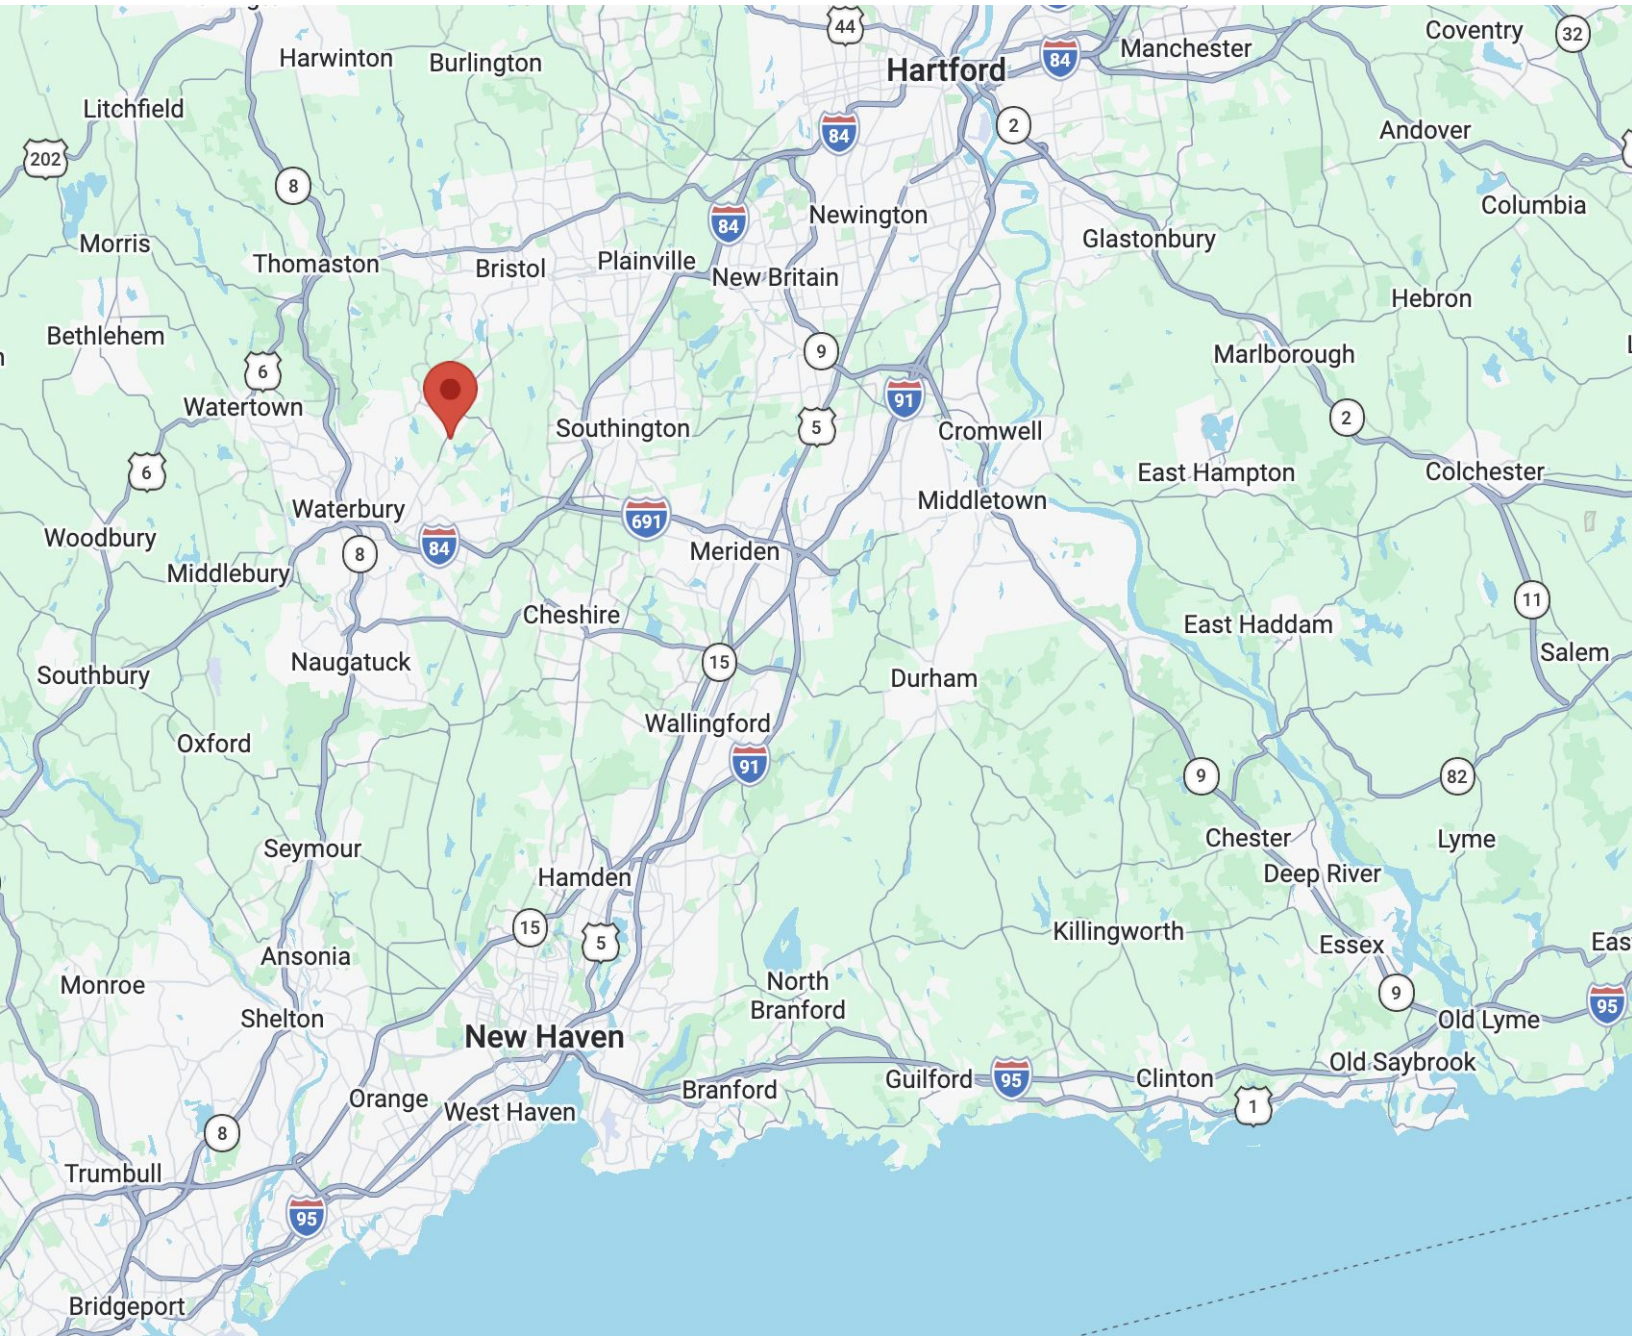 44
Coventry
32
Harwinton
Burlington
Hartford
84
Manchester
Litchfield
84
2
Andover
202
8
Newington
Columbia
84
Morris
Thomaston
Bristol
Plainville
New Britain
Glastonbury
Hebron
Bethlehem
6
9
Marlborough
Watertown
91
5
2
Southington
Cromwell
6
East Hampton
Colchester
Waterbury
691
Middletown
Woodbury
8
84
Meriden
Middlebury
Cheshire
11
East Haddam
Naugatuck
15
Salem
Southbury
Durham
Wallingford
Oxford
91
9
82
Seymour
Chester
Lyme
Hamden
Deep River
15
5
Killingworth
Essex
Eas
Ansonia
Monroe
North
Branford
9
95
Shelton
New Haven
Old Lyme
Old Saybrook
Orange
West Haven
Branford
Guilford
95
Clinton
1
8
Trumbull
95
Bridgeport